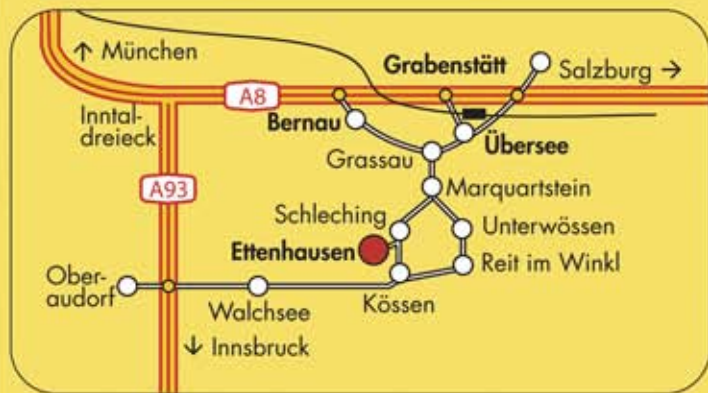 ↑ München
Grabenstätt
Salzburg →
A8
Inntal-
dreieck
Bernau
Übersee
Grassau
A93
Marquartstein
Schleching
Unterwössen
Ettenhausen
Reit im Winkl
Ober-
audorf
Walchsee
Kössen
↓ Innsbruck